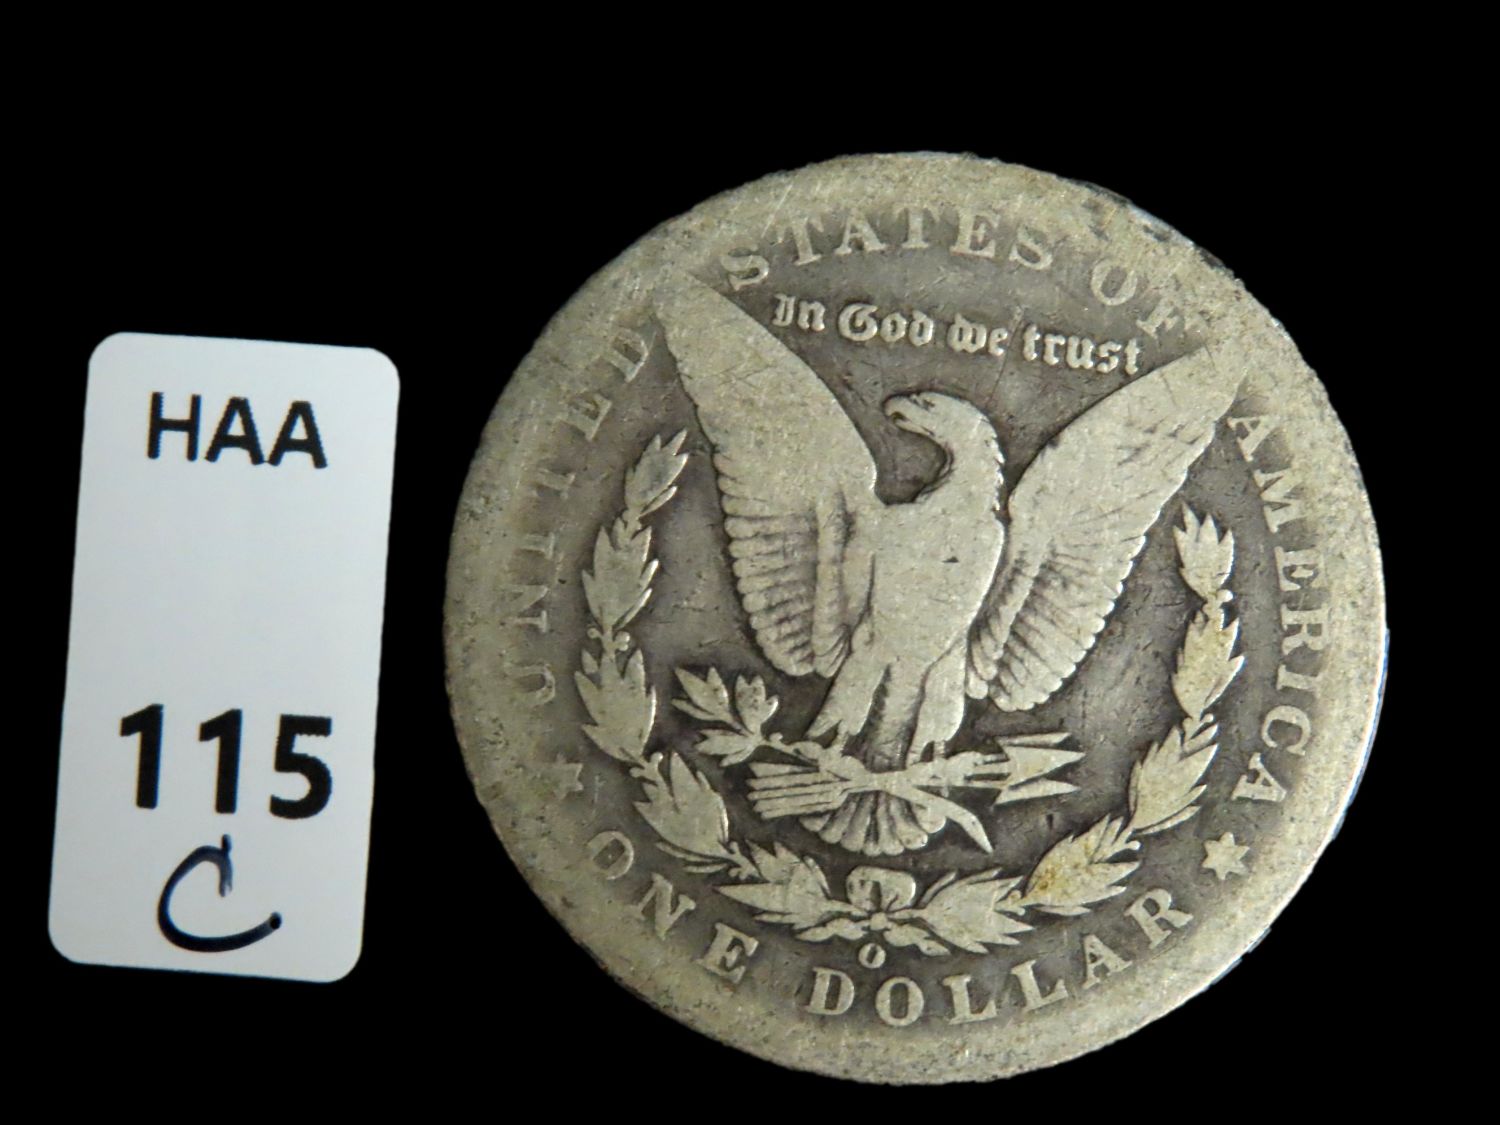 HAA
115
C
UNITED STATES OF AMERICA
In God we trust
O
ONE DOLLAR